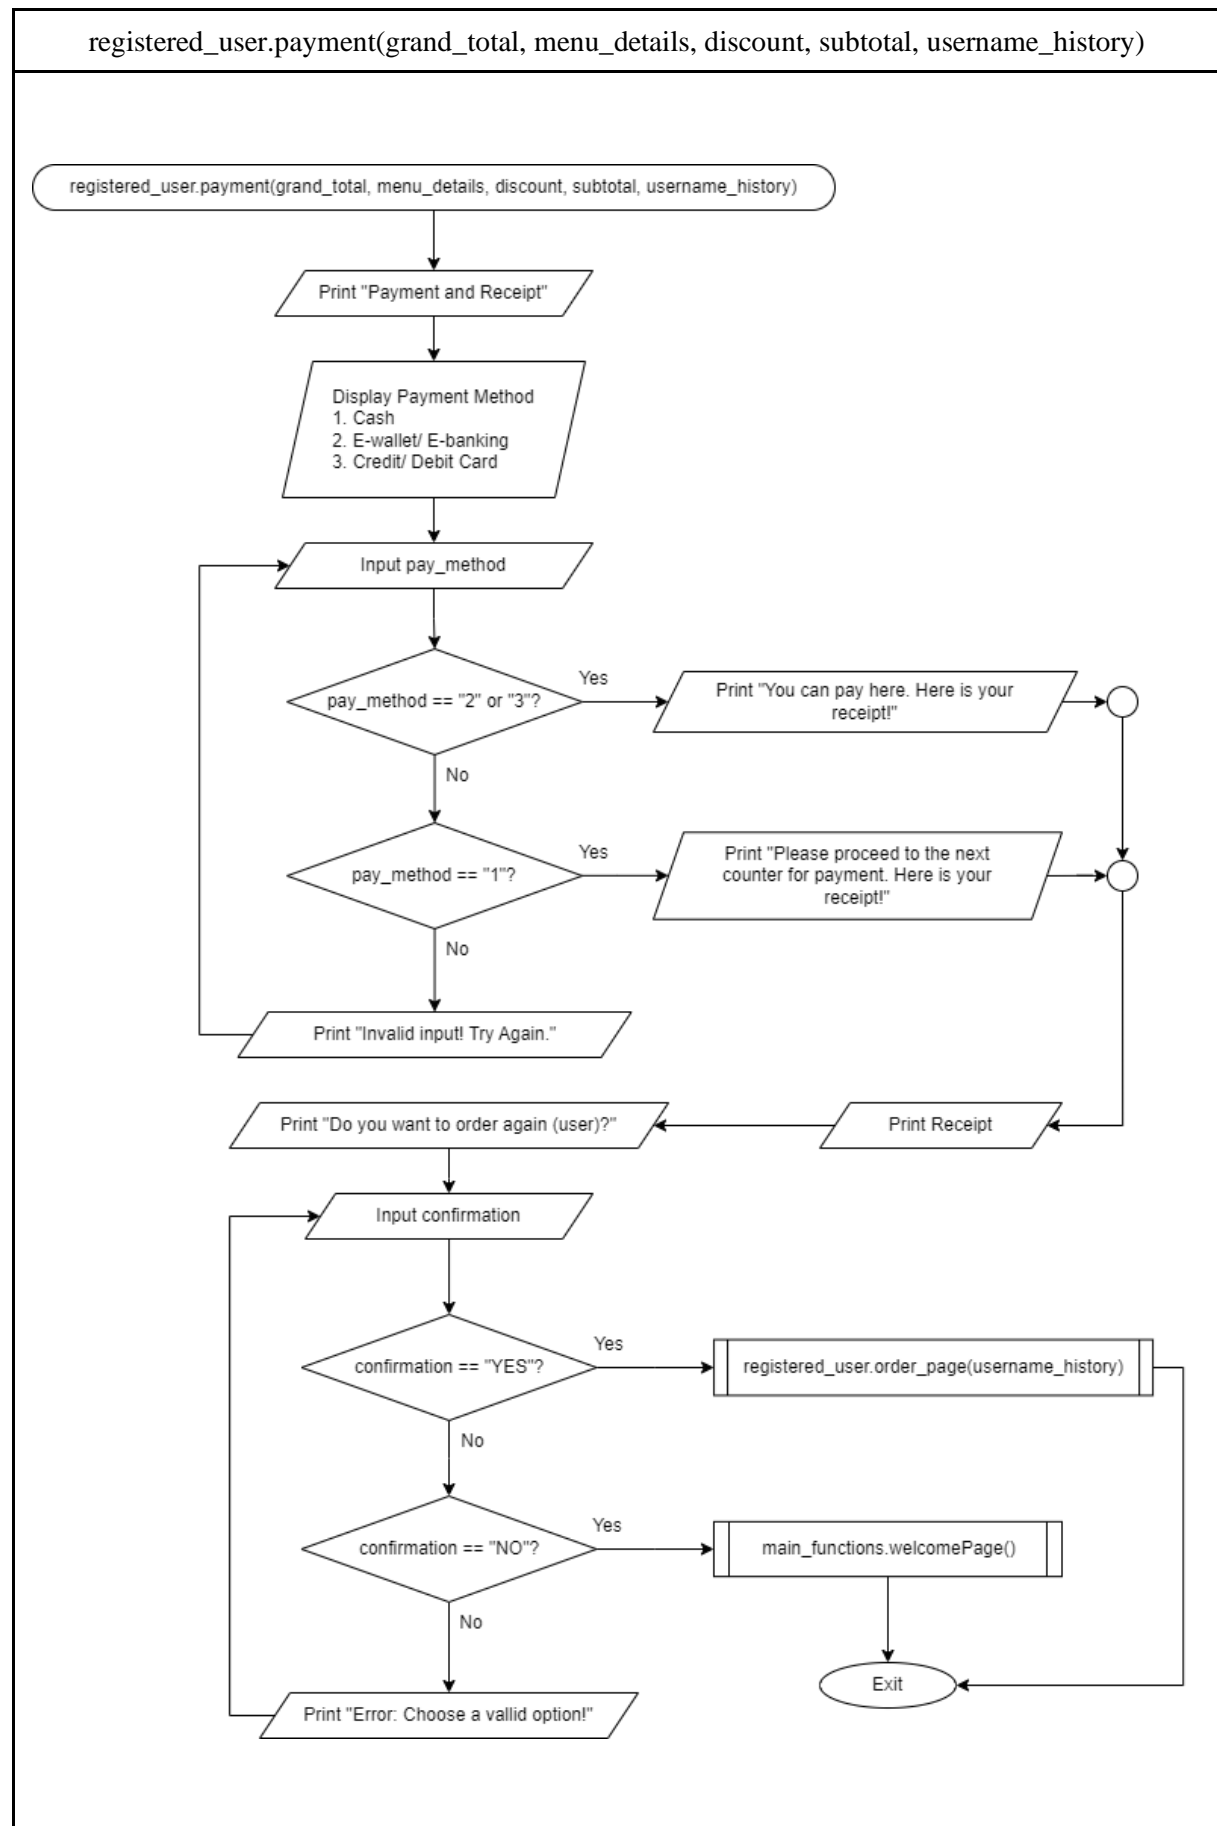 registered_user.payment(grand_total, menu_details, discount, subtotal, username_history)
registered_user.payment(grand_total, menu_details, discount, subtotal, username_history)
Print "Payment and Receipt"
Display Payment Method
1. Cash
2. E-wallet/ E-banking
3. Credit/ Debit Card
Input pay_method
pay_method == "2" or "3"?
Yes
Print "You can pay here. Here is your
receipt!"
No
pay_method == "1"?
Yes
Print "Please proceed to the next
counter for payment. Here is your
receipt!"
No
Print "Invalid input! Try Again."
Print Receipt
Print "Do you want to order again (user)?"
Input confirmation
confirmation == "YES"?
Yes
registered_user.order_page(username_history)
No
confirmation == "NO"?
Yes
main_functions.welcomePage()
No
Exit
Print "Error: Choose a vallid option!"